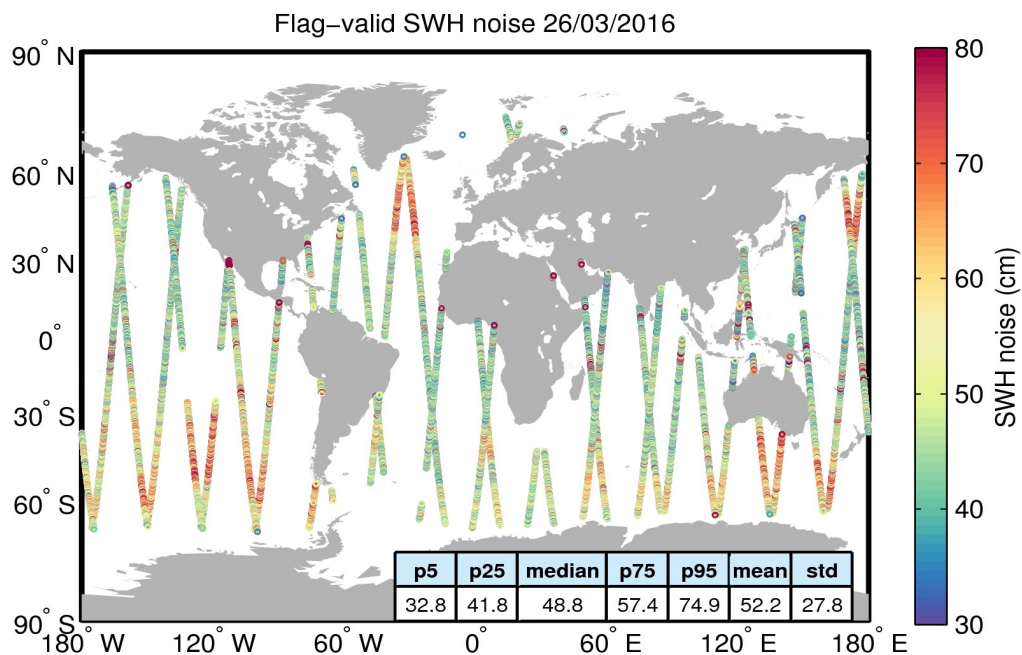 Flag−valid SWH noise 26/03/2016
90° N
60° N
30° N
0°
30° S
60° S
90° S
180° W 120° W 60° W 0° 60° E 120° E 180° E
p5 p25 median p75 p95 mean std
32.8 41.8 48.8 57.4 74.9 52.2 27.8
80
70
60
50
40
30
SWH noise (cm)